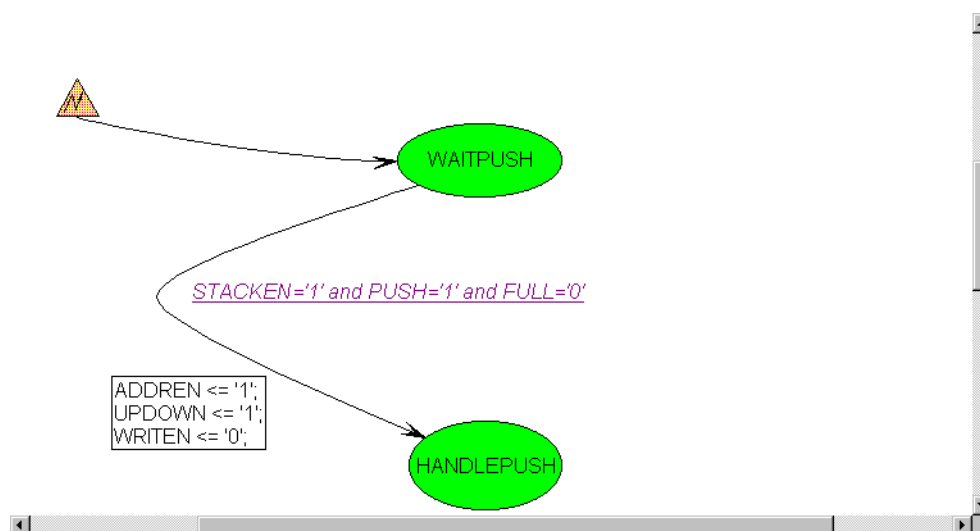 WAITPUSH
STACKEN='1' and PUSH='1' and FULL='0'
ADDREN <= '1';
UPDOWN <= '1';
WRITEN <= '0';
HANDLEPUSH